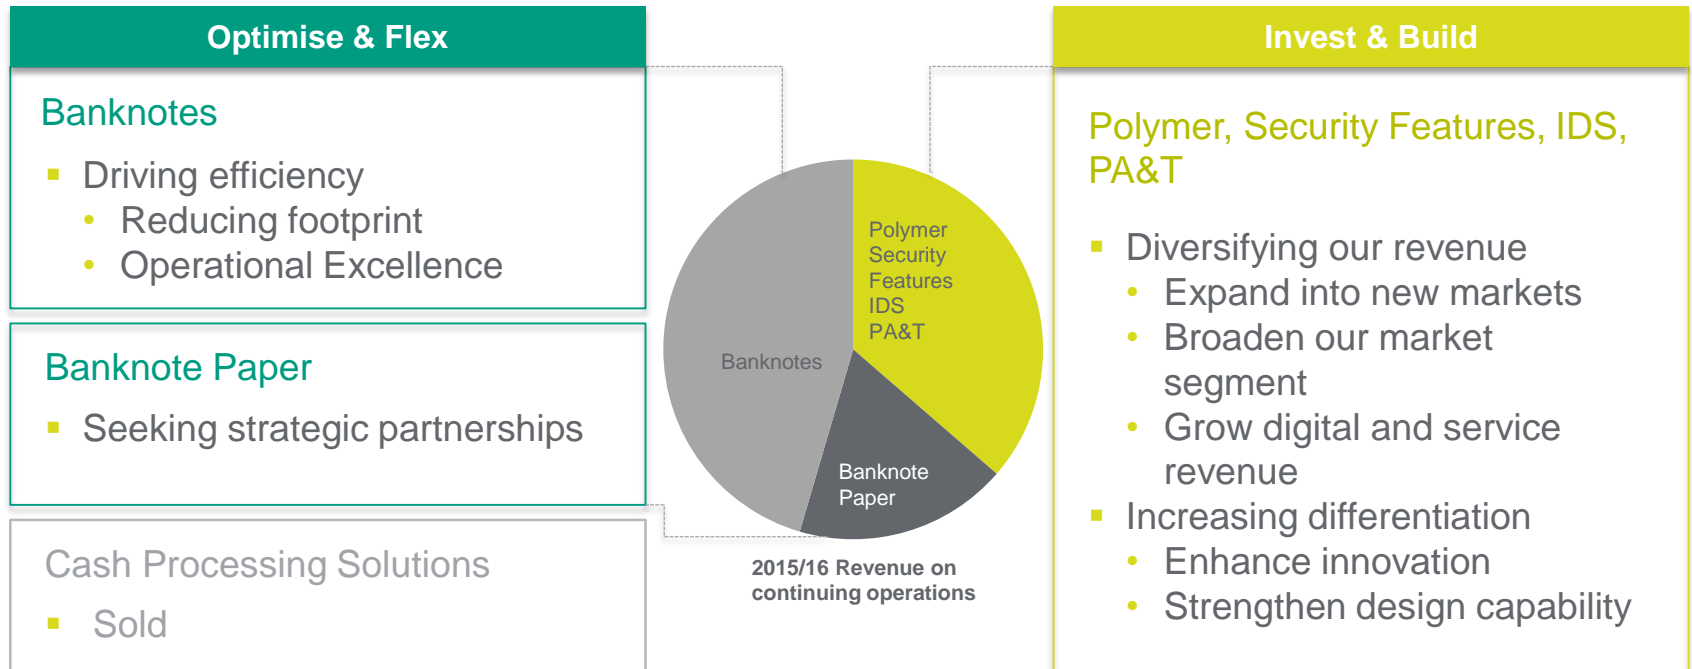 Optimise & Flex
Banknotes
Driving efficiency
Reducing footprint
Operational Excellence
Banknote Paper
Seeking strategic partnerships
Cash Processing Solutions
Sold
Polymer
Security
Features
IDS
PA&T
Banknotes
Banknote
Paper
2015/16 Revenue on
continuing operations
Invest & Build
Polymer, Security Features, IDS,
PA&T
Diversifying our revenue
Expand into new markets
Broaden our market
segment
Grow digital and service
revenue
Increasing differentiation
Enhance innovation
Strengthen design capability